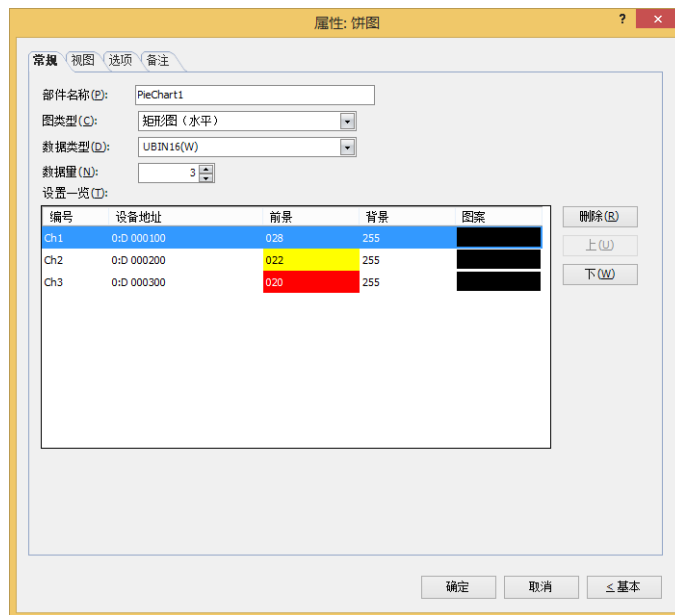 属性: 饼图
?
×
常规 视图 选项 备注
部件名称(P): PieChart1
图类型(C): 矩形图（水平）
数据类型(D): UBIN16(W)
数据量(N): 3
设置一览(T):
编号 设备地址 前景 背景 图案
Ch1 0:D 000100 028 255
Ch2 0:D 000200 022 255
Ch3 0:D 000300 020 255
删除(R)
上(U)
下(W)
确定 取消 ≤基本